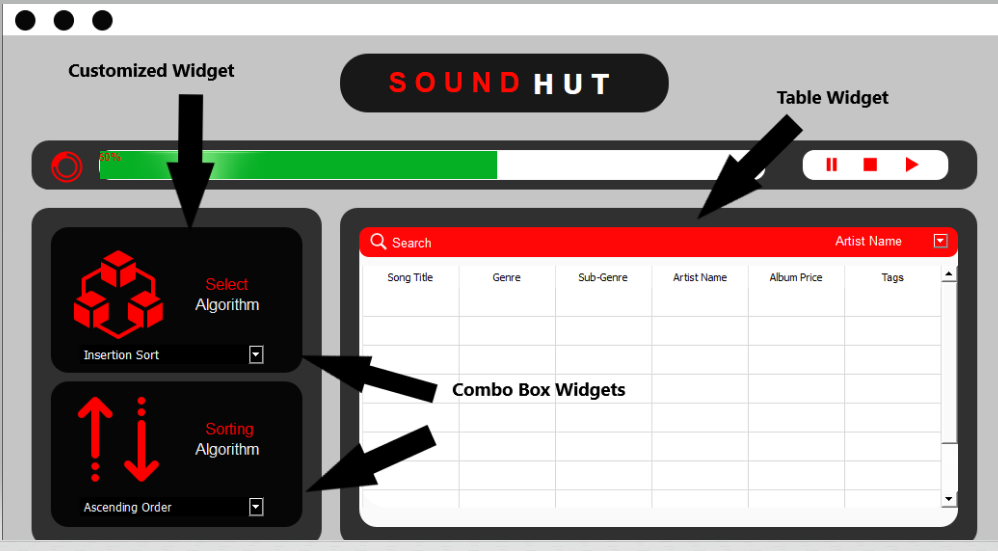 Customized Widget
SOUND HUT
Table Widget
60%
Search
Artist Name
Song Title
Genre
Sub-Genre
Artist Name
Album Price
Tags
Select
Algorithm
Insertion Sort
Combo Box Widgets
Sorting
Algorithm
Ascending Order